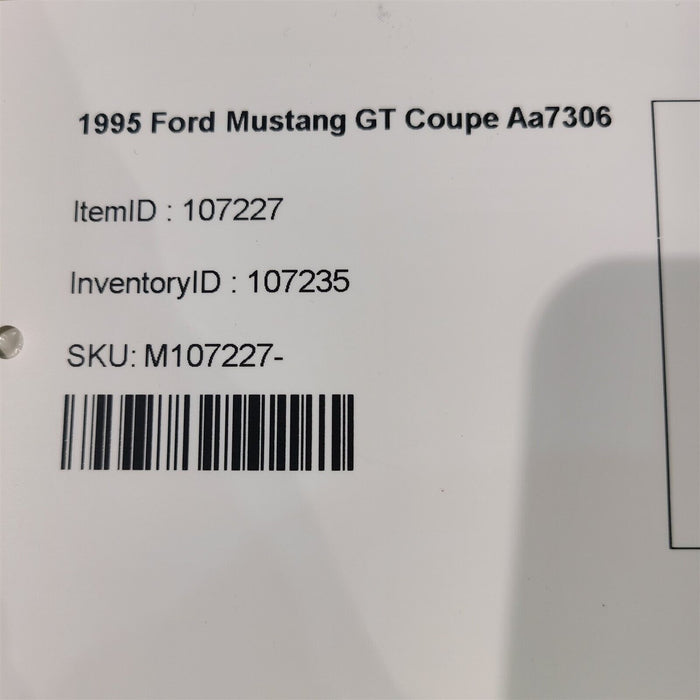 1995 Ford Mustang GT Coupe Aa7306
ItemID : 107227
InventoryID : 107235
SKU: M107227-